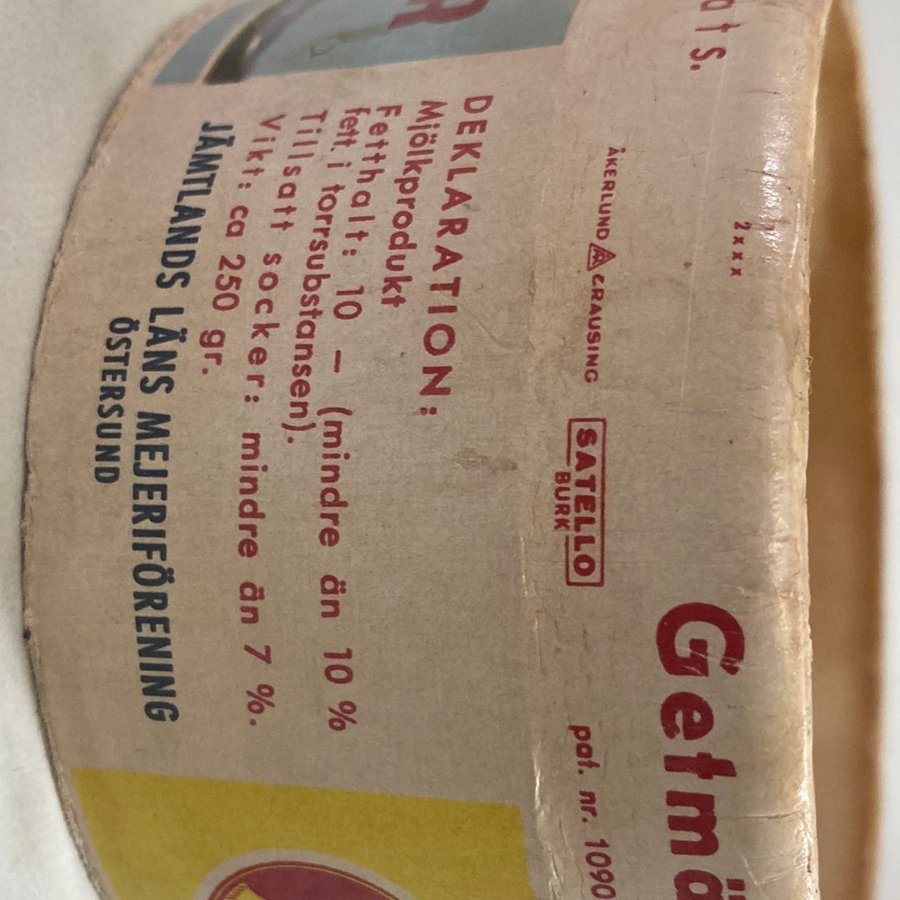 2xxx
ÅKERLUND & RAUSING
SATELLO
BURK
pat. nr. 1090
DEKLARATION:
Mjölkprodukt
Fetthalt: 10 — (mindre än 10 %
fett. i torrsubstansen).
Tillsatt socker: mindre än 7 %.
Vikt: ca 250 gr.
JÄMTLANDS LÄNS MEJERIFÖRENING
ÖSTERSUND